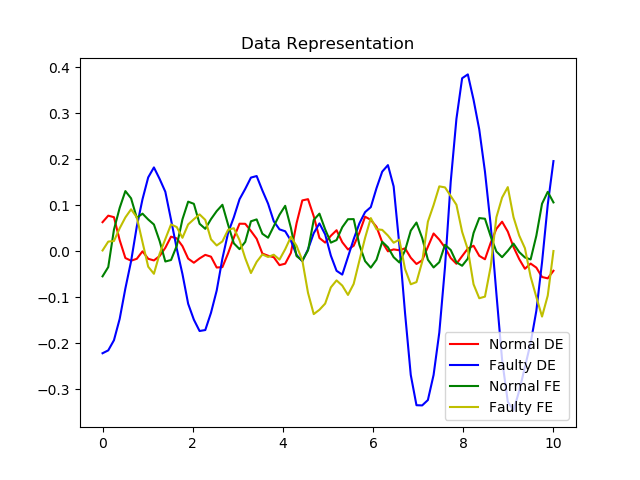 Data Representation
0.4
0.3
0.2
0.1
0.0
−0.1
−0.2
−0.3
0 2 4 6 8 10
Normal DE
Faulty DE
Normal FE
Faulty FE